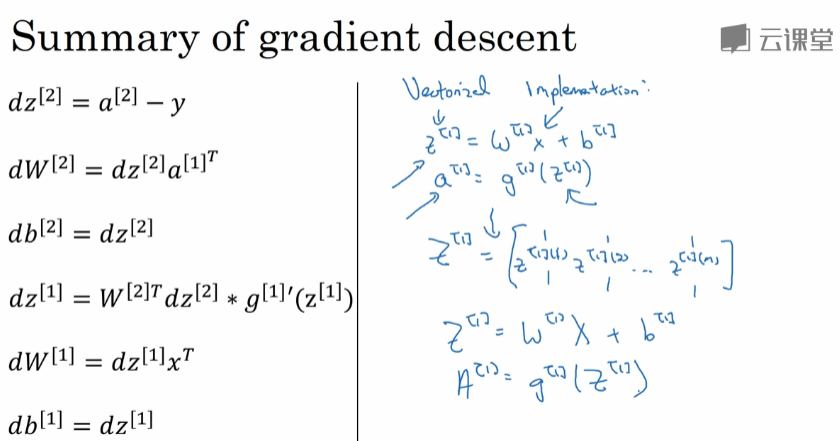 Summary of gradient descent
云课堂
dz^[2] = a^[2] − y
dW^[2] = dz^[2]a^[1]^T
db^[2] = dz^[2]
dz^[1] = W^[2]T dz^[2] * g^[1]′(z^[1])
dW^[1] = dz^[1]x^T
db^[1] = dz^[1]
Vectorized Implementation:
z^[1] = W^[1]x + b^[1]
a^[1] = g^[1](z^[1])
Z^[1] = [z^[1](1) z^[1](2) ... z^[1](m)]
Z^[1] = W^[1]X + b^[1]
A^[1] = g^[1](Z^[1])